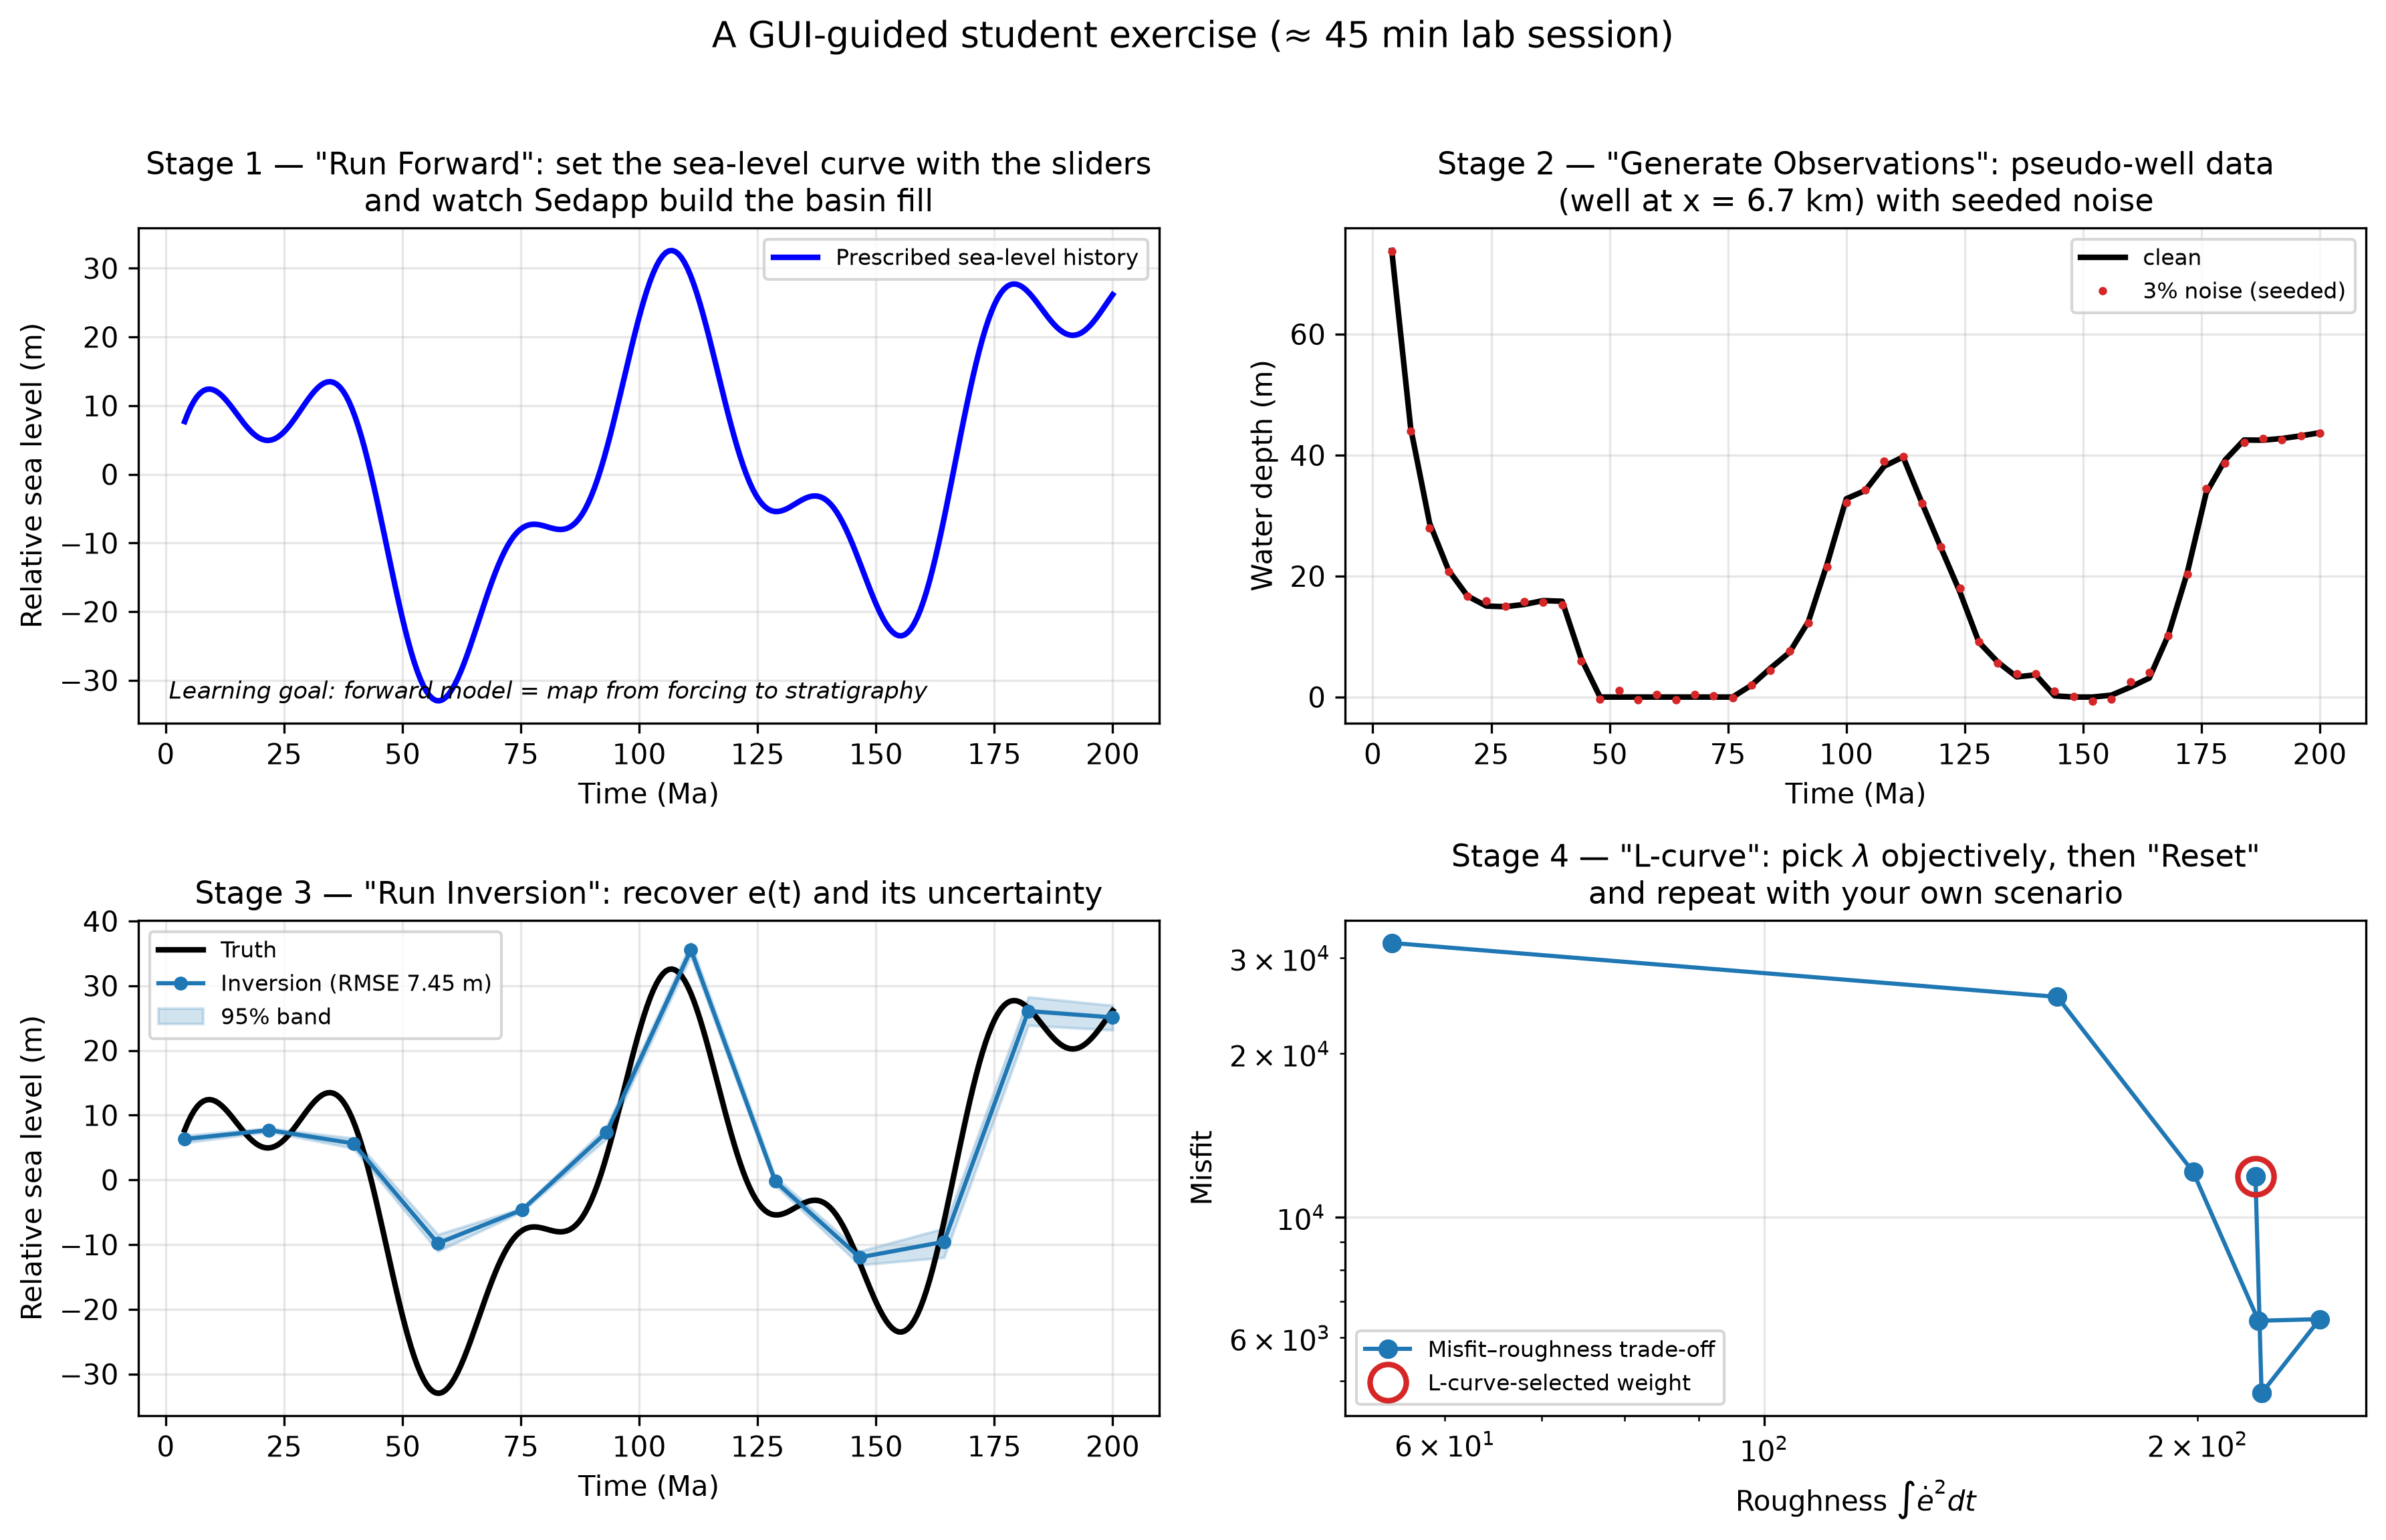 A GUI-guided student exercise (≈ 45 min lab session)
Stage 1 — "Run Forward": set the sea-level curve with the sliders
and watch Sedapp build the basin fill
Relative sea level (m)
30
20
10
0
−10
−20
−30
Prescribed sea-level history
Learning goal: forward model = map from forcing to stratigraphy
0 25 50 75 100 125 150 175 200
Time (Ma)
Stage 2 — "Generate Observations": pseudo-well data
(well at x = 6.7 km) with seeded noise
Water depth (m)
60
40
20
0
clean
3% noise (seeded)
0 25 50 75 100 125 150 175 200
Time (Ma)
Stage 3 — "Run Inversion": recover e(t) and its uncertainty
Relative sea level (m)
40
30
20
10
0
−10
−20
−30
Truth
Inversion (RMSE 7.45 m)
95% band
0 25 50 75 100 125 150 175 200
Time (Ma)
Stage 4 — "L-curve": pick λ objectively, then "Reset"
and repeat with your own scenario
Misfit
3 × 10⁴
2 × 10⁴
10⁴
6 × 10³
Misfit–roughness trade-off
L-curve-selected weight
6 × 10¹ 10² 2 × 10²
Roughness ∫ė²dt